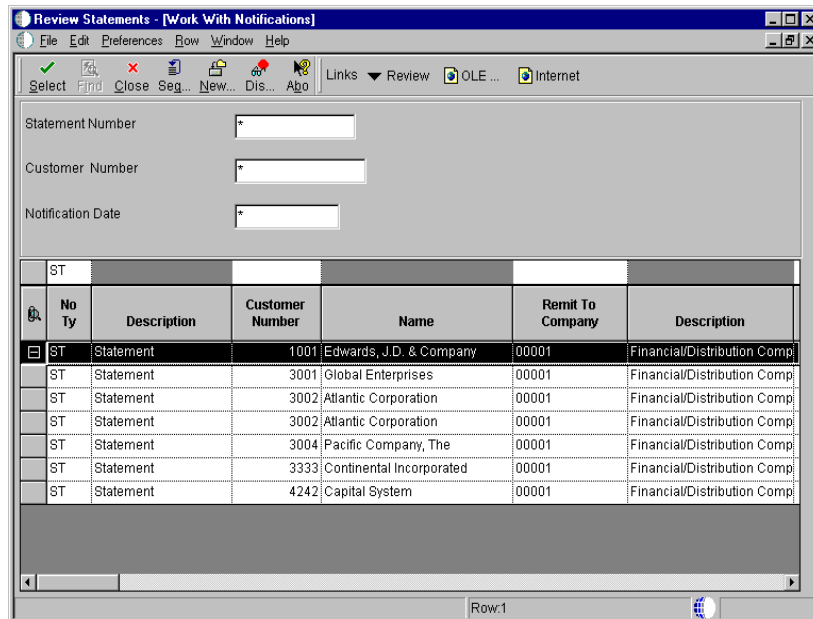 Review Statements - [Work With Notifications]
File Edit Preferences Row Window Help
Select Find Close Seq... New... Dis... Abo Links Review OLE ... Internet
Statement Number *
Customer Number *
Notification Date *
ST
No Ty Description Customer Number Name Remit To Company Description
ST Statement 1001 Edwards, J.D. & Company 00001 Financial/Distribution Comp
ST Statement 3001 Global Enterprises 00001 Financial/Distribution Comp
ST Statement 3002 Atlantic Corporation 00001 Financial/Distribution Comp
ST Statement 3002 Atlantic Corporation 00001 Financial/Distribution Comp
ST Statement 3004 Pacific Company, The 00001 Financial/Distribution Comp
ST Statement 3333 Continental Incorporated 00001 Financial/Distribution Comp
ST Statement 4242 Capital System 00001 Financial/Distribution Comp
Row:1